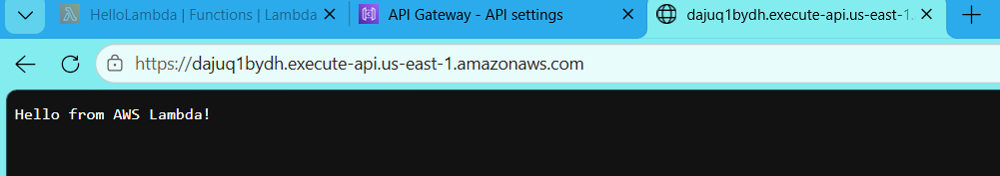 HelloLambda | Functions | Lambda
API Gateway - API settings
dajuq1bydh.execute-api.us-east-1.
https://dajuq1bydh.execute-api.us-east-1.amazonaws.com
Hello from AWS Lambda!